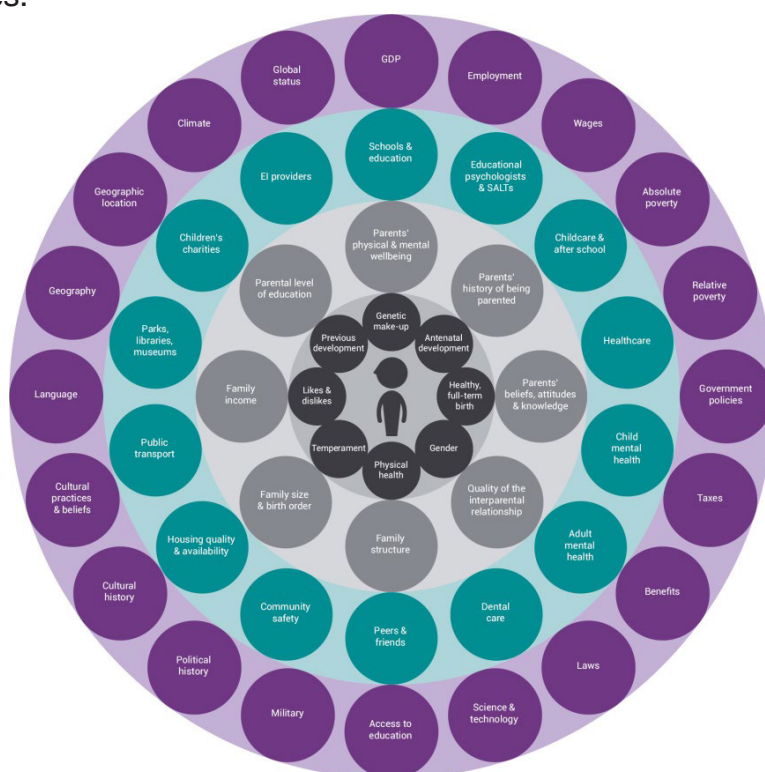 GDP
Employment
Wages
Absolute
poverty
Relative
poverty
Government
policies
Taxes
Benefits
Laws
Science &
technology
Access to
education
Military
Political
history
Cultural
history
Cultural
practices
& beliefs
Language
Geography
Geographic
location
Climate
Global
status
Schools &
education
Educational
psychologists
& SALTs
Childcare &
after school
Healthcare
Child
mental
health
Adult
mental
health
Dental
care
Peers &
friends
Community
safety
Housing quality
& availability
Public
transport
Parks,
libraries,
museums
Children's
charities
EI providers
Parents'
physical & mental
wellbeing
Parents'
history of being
parented
Parents'
beliefs, attitudes
& knowledge
Quality of the
interparental
relationship
Family
structure
Family size
& birth order
Family
income
Parental level
of education
Genetic
make-up
Antenatal
development
Healthy,
full-term
birth
Gender
Physical
health
Temperament
Likes &
dislikes
Previous
development